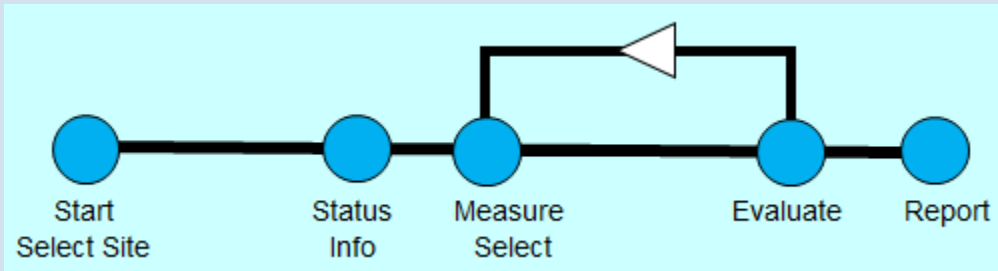 Start
Select Site
Status
Info
Measure
Select
Evaluate
Report